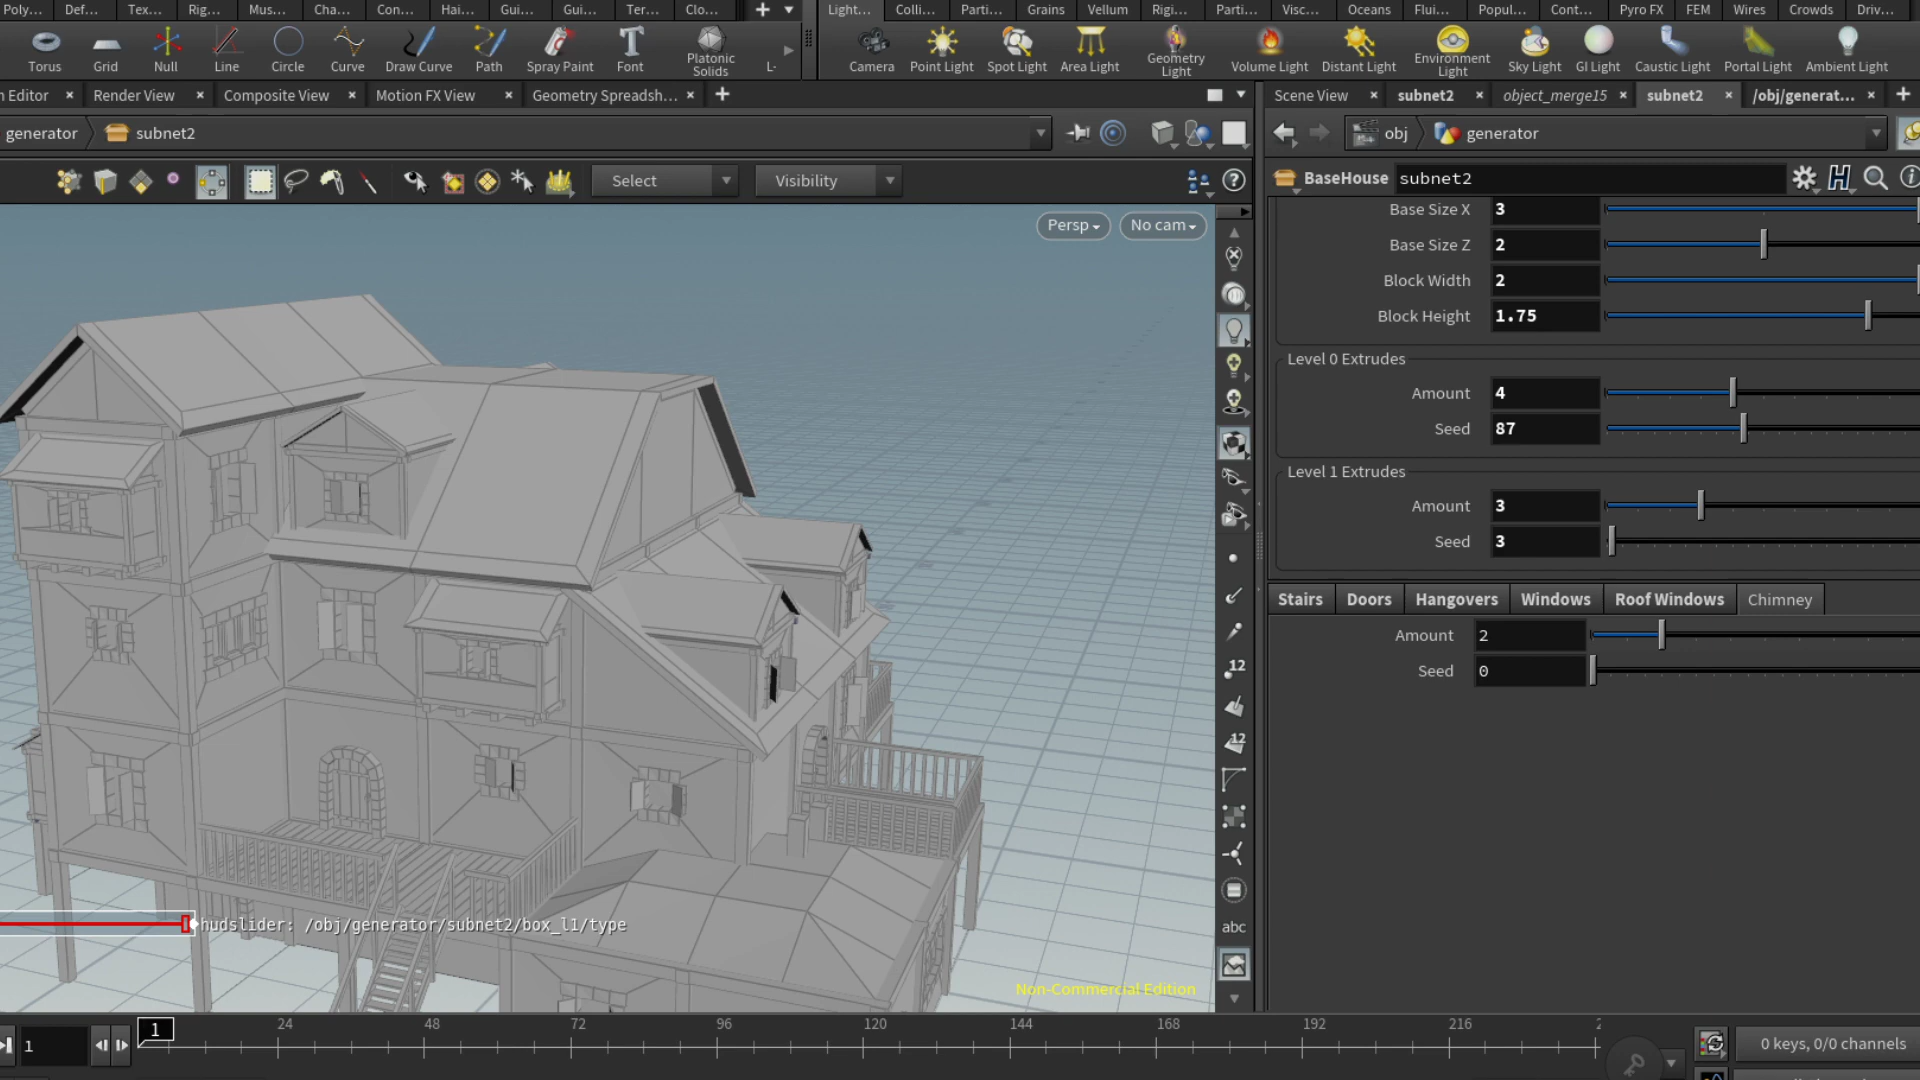 Poly... Def... Tex... Rig... Mus... Cha... Con... Hai... Gui... Gui... Ter... Clo...
Light... Colli... Parti... Grains Vellum Rigi... Parti... Visc... Oceans Flui... Popul... Cont... Pyro FX FEM Wires Crowds Driv...
Torus Grid Null Line Circle Curve Draw Curve Path Spray Paint Font Platonic Solids L-
Camera Point Light Spot Light Area Light Geometry Light Volume Light Distant Light Environment Light Sky Light GI Light Caustic Light Portal Light Ambient Light
n Editor Render View Composite View Motion FX View Geometry Spreadsh...
Scene View subnet2 object_merge15 subnet2 /obj/generat...
generator subnet2
obj generator
Select Visibility
BaseHouse subnet2
Persp No cam
Base Size X 3
Base Size Z 2
Block Width 2
Block Height 1.75
Level 0 Extrudes
Amount 4
Seed 87
Level 1 Extrudes
Amount 3
Seed 3
Stairs Doors Hangovers Windows Roof Windows Chimney
Amount 2
Seed 0
12
12
abc
hudslider: /obj/generator/subnet2/box_l1/type
Non-Commercial Edition
1 1 24 48 72 96 120 144 168 192 216 2
0 keys, 0/0 channels